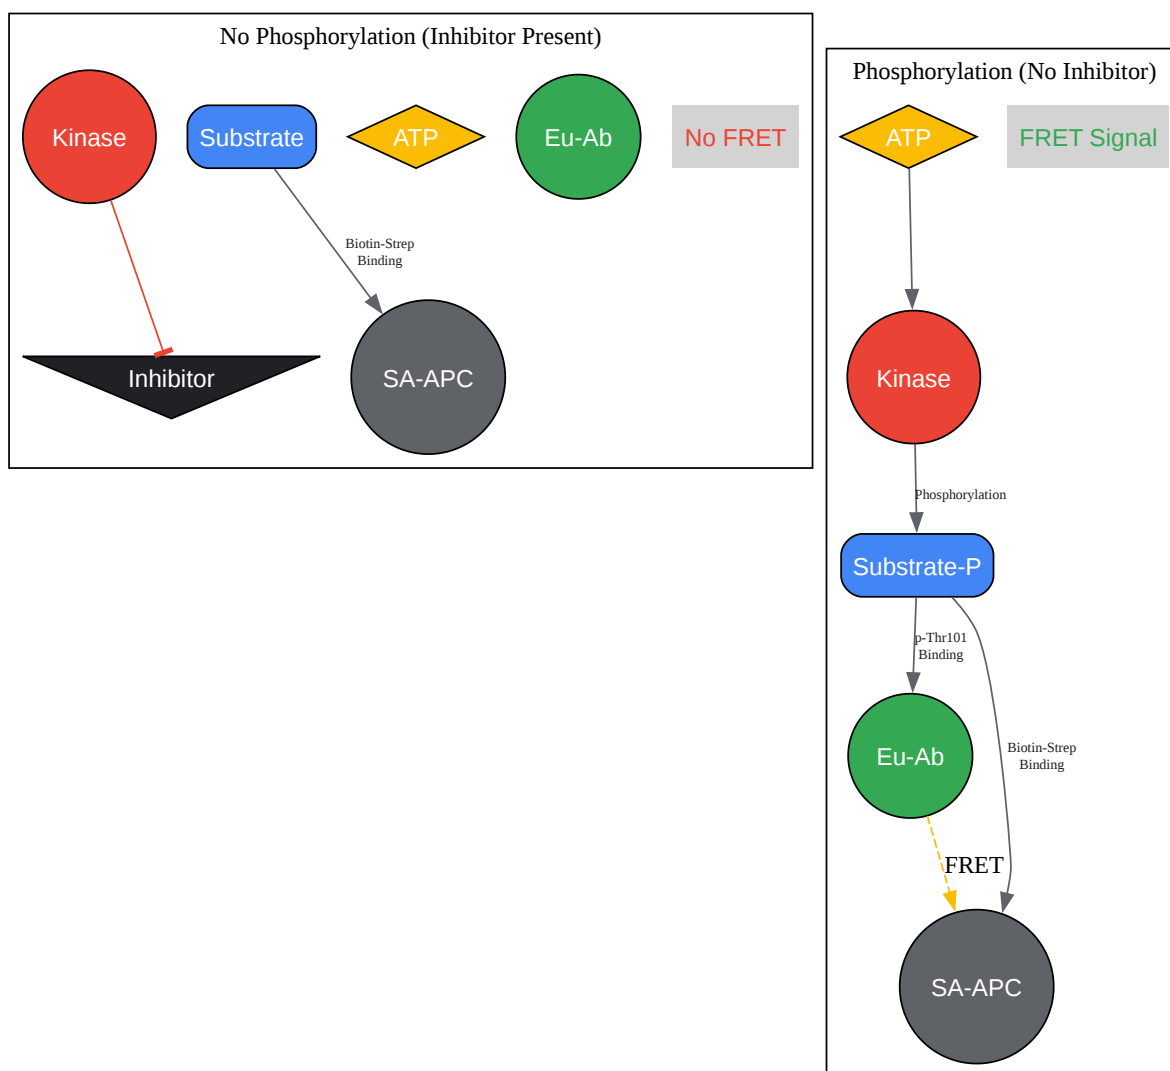 No Phosphorylation (Inhibitor Present)
Kinase
Substrate
ATP
Eu-Ab
No FRET
Biotin-Strep
Binding
Inhibitor
SA-APC
Phosphorylation (No Inhibitor)
ATP
FRET Signal
Kinase
Phosphorylation
Substrate-P
p-Thr101
Binding
Eu-Ab
Biotin-Strep
Binding
FRET
SA-APC